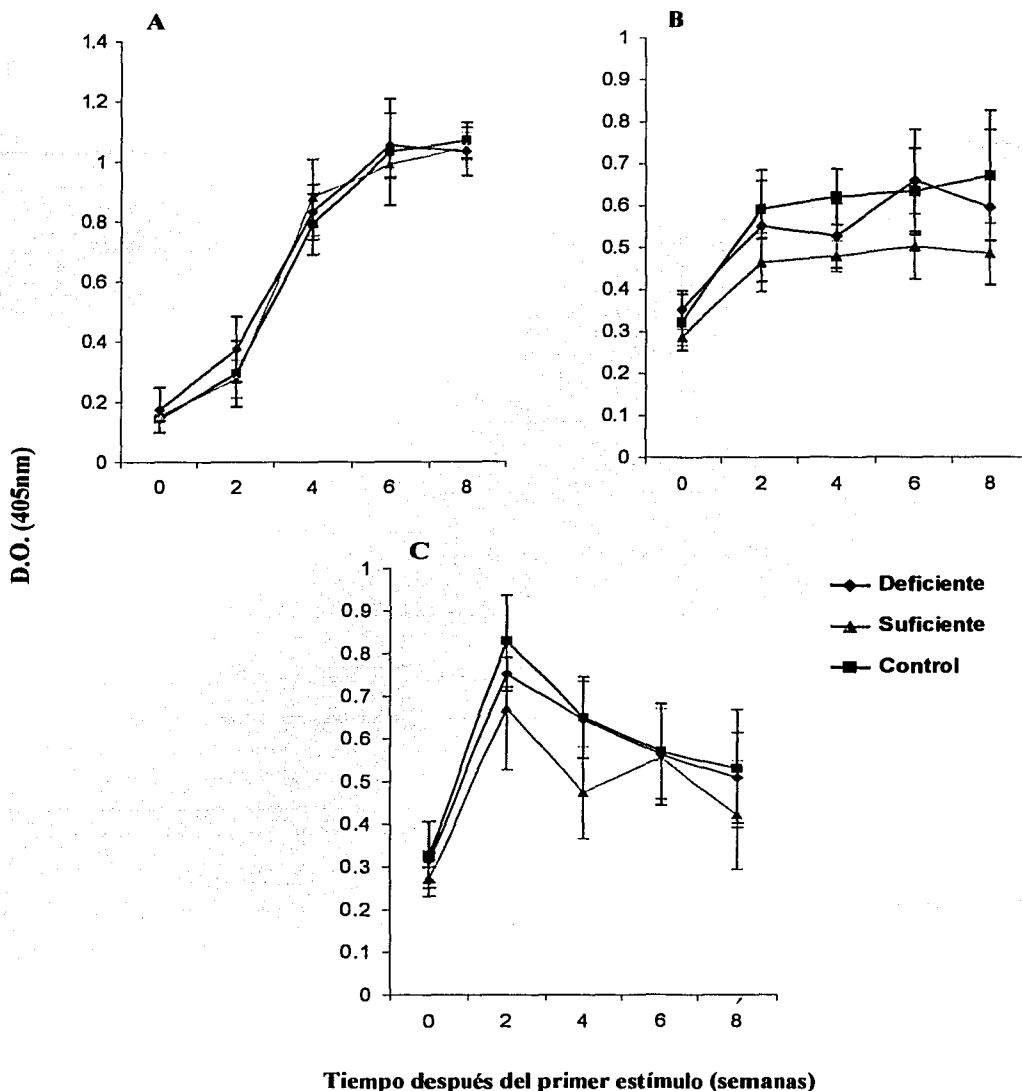 A
1.4
1.2
1
0.8
0.6
0.4
0.2
0
0 2 4 6 8
B
1
0.9
0.8
0.7
0.6
0.5
0.4
0.3
0.2
0.1
0
0 2 4 6 8
D.O. (405nm)
C
1
0.9
0.8
0.7
0.6
0.5
0.4
0.3
0.2
0.1
0
0 2 4 6 8
Deficiente
Suficiente
Control
Tiempo después del primer estímulo (semanas)